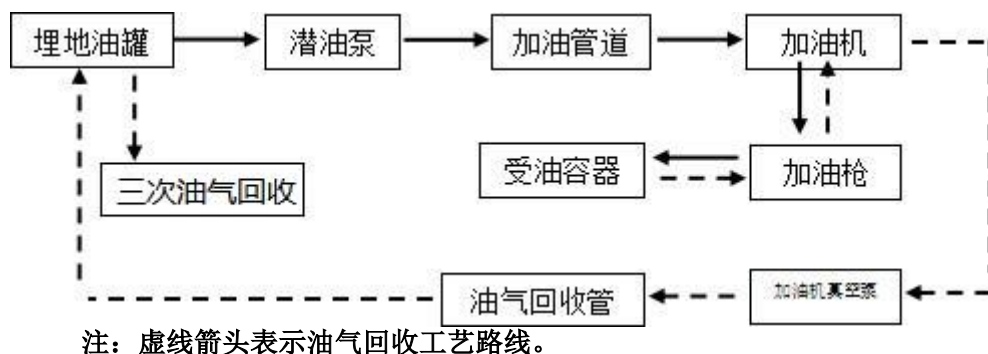 埋地油罐
潜油泵
加油管道
加油机
受油容器
加油枪
三次油气回收
油气回收管
加油机真空泵
注：虚线箭头表示油气回收工艺路线。